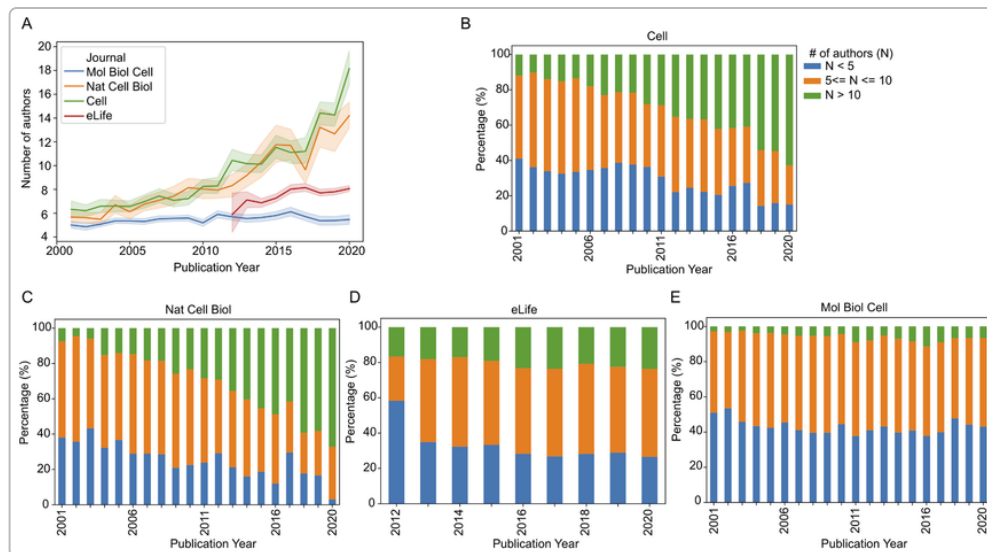 A
Journal
Mol Biol Cell
Nat Cell Biol
Cell
eLife
Number of authors
20
18
16
14
12
10
8
6
4
2000
2005
2010
2015
2020
Publication Year
B
Cell
Percentage (%)
100
80
60
40
20
0
2001
2006
2011
2016
2020
Publication Year
# of authors (N)
N < 5
5<= N <= 10
N > 10
C
Nat Cell Biol
Percentage (%)
100
80
60
40
20
0
2001
2006
2011
2016
2020
Publication Year
D
eLife
Percentage (%)
100
80
60
40
20
0
2012
2014
2016
2018
2020
Publication Year
E
Mol Biol Cell
Percentage (%)
100
80
60
40
20
0
2001
2006
2011
2016
2020
Publication Year